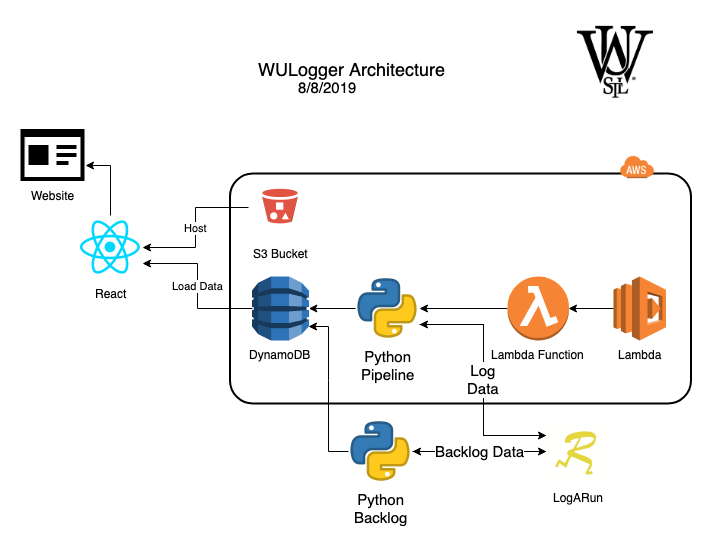 WULogger Architecture
8/8/2019
WU
STL
AWS
Website
Host
S3 Bucket
React
Load Data
DynamoDB
Python
Pipeline
Lambda Function
Lambda
Log
Data
Backlog Data
Python
Backlog
LogARun